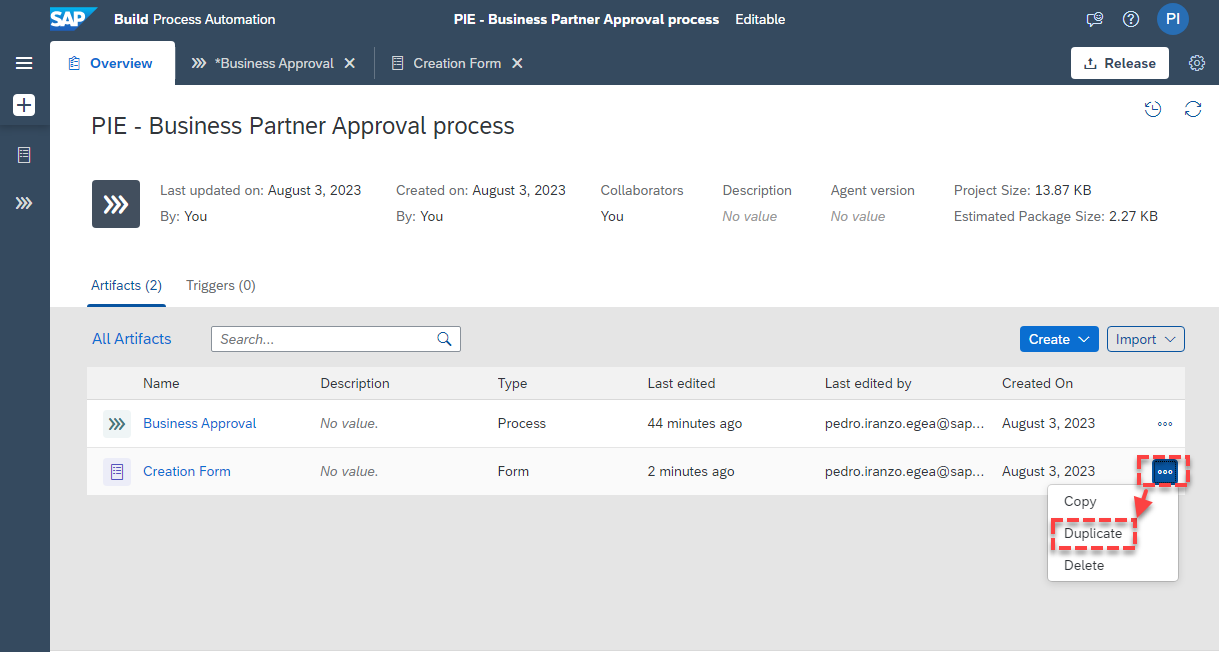 SAP Build Process Automation PIE - Business Partner Approval process Editable PI
Overview *Business Approval Creation Form Release
PIE - Business Partner Approval process
Last updated on: August 3, 2023 Created on: August 3, 2023 Collaborators Description Agent version Project Size: 13.87 KB
By: You By: You You No value No value Estimated Package Size: 2.27 KB
Artifacts (2) Triggers (0)
All Artifacts Search... Create Import
Name Description Type Last edited Last edited by Created On
Business Approval No value. Process 44 minutes ago pedro.iranzo.egea@sap... August 3, 2023
Creation Form No value. Form 2 minutes ago pedro.iranzo.egea@sap... August 3, 2023
Copy
Duplicate
Delete